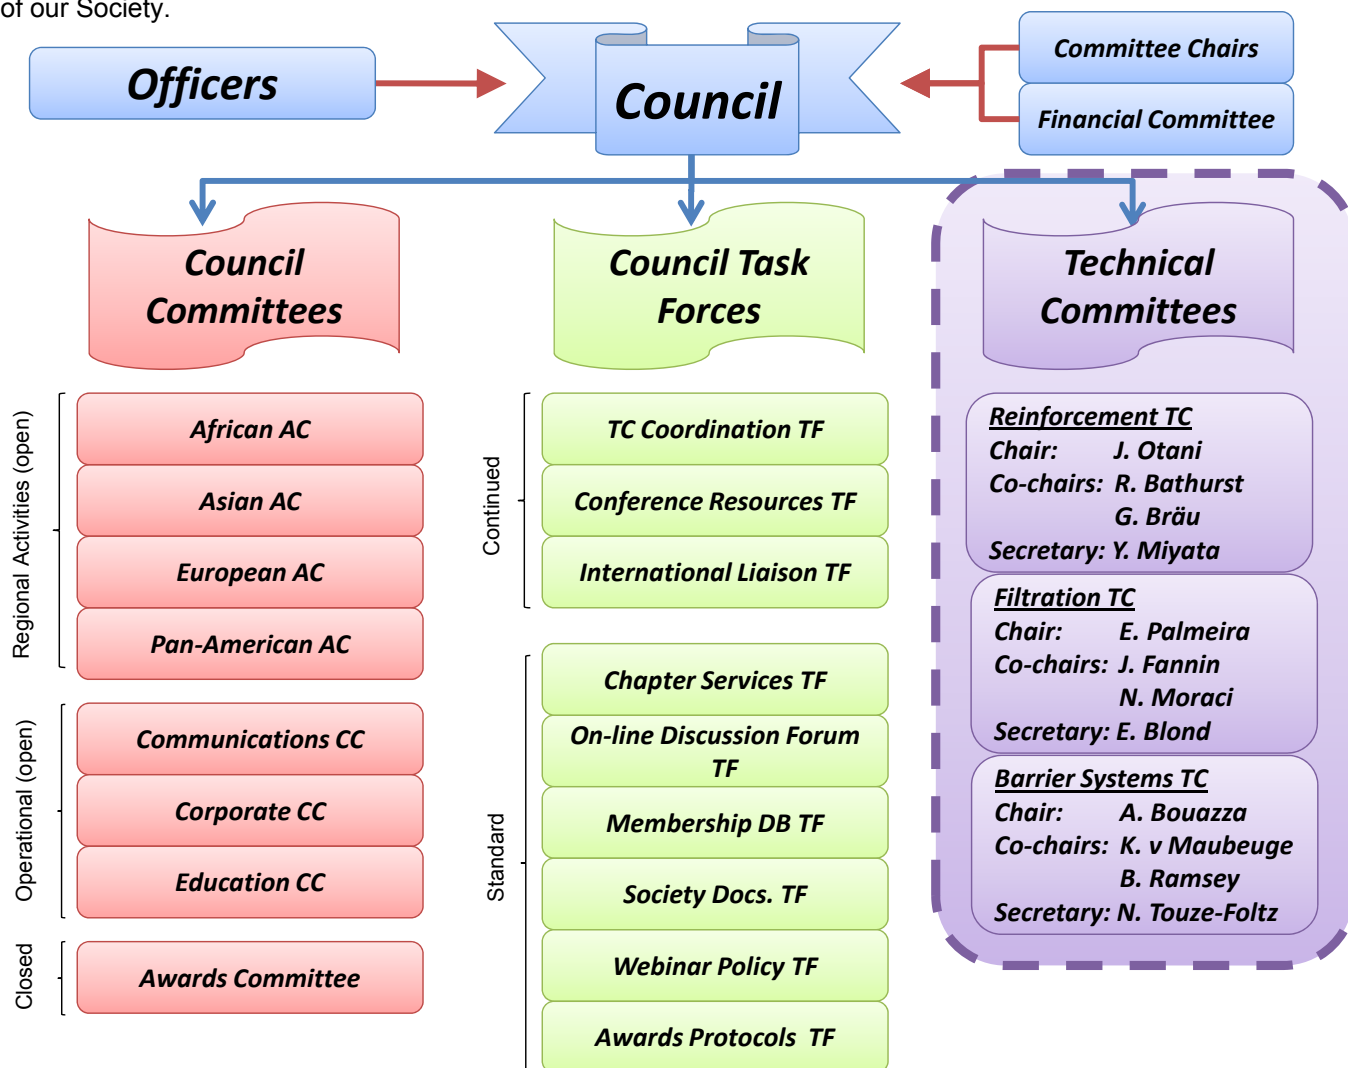 of our Society.
Officers
Council
Committee Chairs
Financial Committee
Council
Committees
Regional Activities (open)
African AC
Asian AC
European AC
Pan-American AC
Operational (open)
Communications CC
Corporate CC
Education CC
Closed
Awards Committee
Council Task
Forces
Continued
TC Coordination TF
Conference Resources TF
International Liaison TF
Standard
Chapter Services TF
On-line Discussion Forum
TF
Membership DB TF
Society Docs. TF
Webinar Policy TF
Awards Protocols TF
Technical
Committees
Reinforcement TC
Chair: J. Otani
Co-chairs: R. Bathurst
G. Bräu
Secretary: Y. Miyata
Filtration TC
Chair: E. Palmeira
Co-chairs: J. Fannin
N. Moraci
Secretary: E. Blond
Barrier Systems TC
Chair: A. Bouazza
Co-chairs: K. v Maubeuge
B. Ramsey
Secretary: N. Touze-Foltz